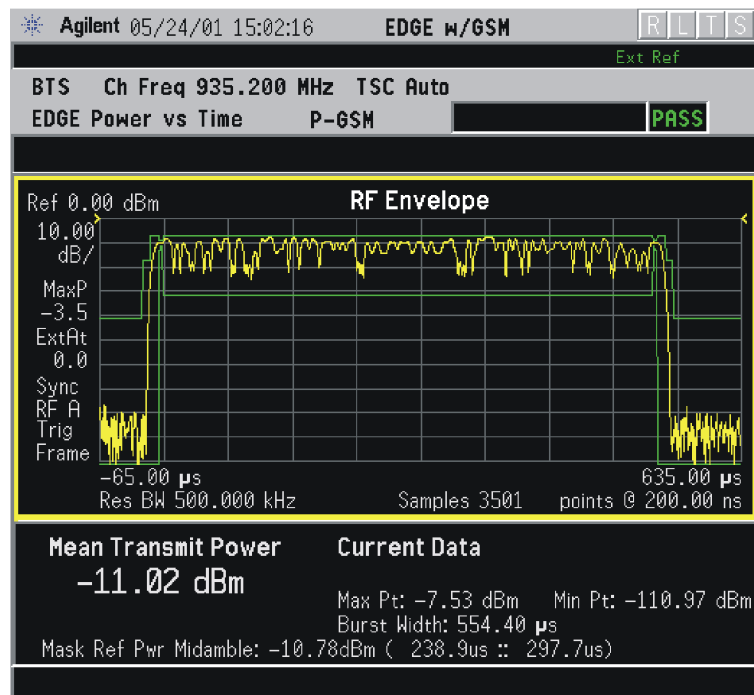 Agilent 05/24/01 15:02:16 EDGE w/GSM R L T S
Ext Ref
BTS Ch Freq 935.200 MHz TSC Auto
EDGE Power vs Time P-GSM PASS
Ref 0.00 dBm RF Envelope
10.00
dB/
MaxP
-3.5
ExtAt
0.0
Sync
RF A
Trig
Frame
-65.00 µs 635.00 µs
Res BW 500.000 kHz Samples 3501 points @ 200.00 ns
Mean Transmit Power Current Data
-11.02 dBm
Max Pt: -7.53 dBm Min Pt: -110.97 dBm
Burst Width: 554.40 µs
Mask Ref Pwr Midamble: -10.78dBm ( 238.9us :: 297.7us)